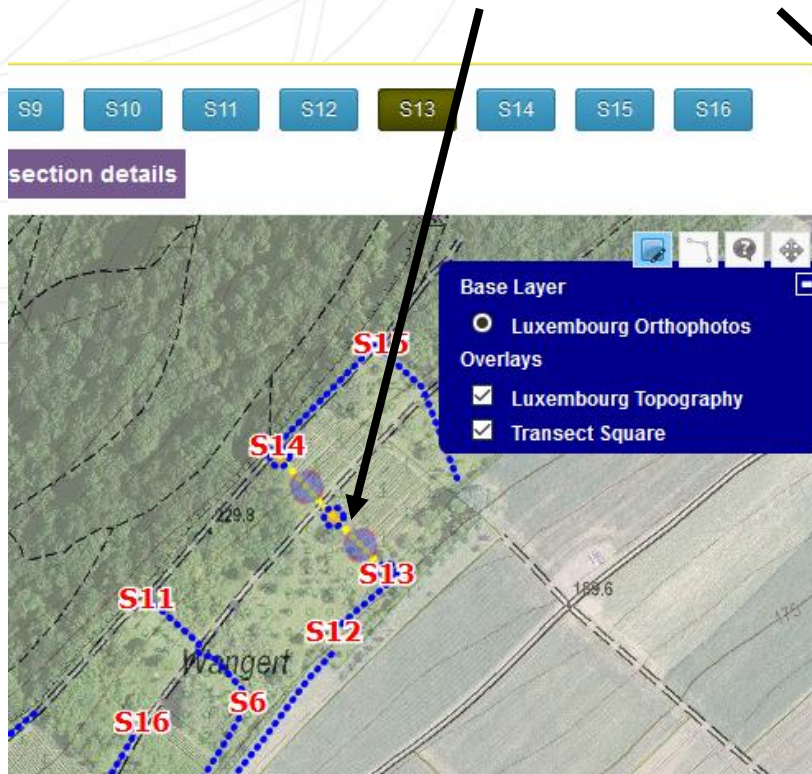 S9 S10 S11 S12 S13 S14 S15 S16
section details
Base Layer
Luxembourg Orthophotos
Overlays
Luxembourg Topography
Transect Square
S15
S14
229.8
S13
S11
189.6
S12
Wangert
S6
S16